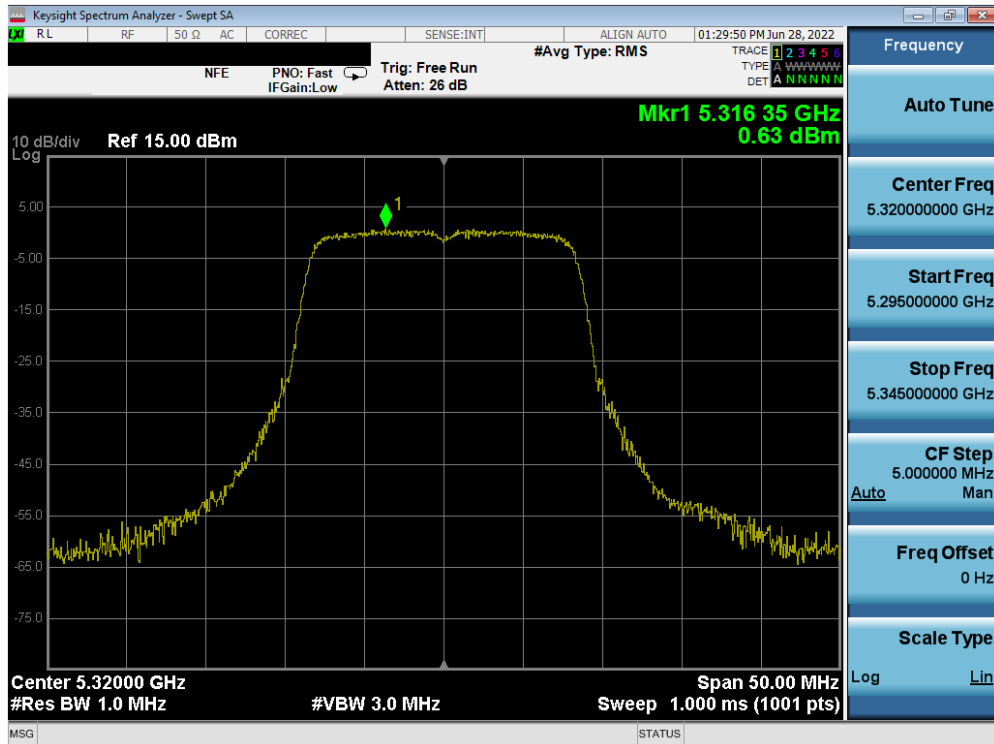 Keysight Spectrum Analyzer - Swept SA
LXI RL RF 50 Ω AC CORREC SENSE:INT ALIGN AUTO 01:29:50 PM Jun 28, 2022
NFE PNO: Fast Trig: Free Run #Avg Type: RMS TRACE 1 2 3 4 5 6
IFGain:Low Atten: 26 dB TYPE A WWWWW
DET A N N N N N
Mkr1 5.316 35 GHz
0.63 dBm
10 dB/div Ref 15.00 dBm
Log
1
5.00
-5.00
-15.0
-25.0
-35.0
-45.0
-55.0
-65.0
-75.0
Center 5.32000 GHz Span 50.00 MHz
#Res BW 1.0 MHz #VBW 3.0 MHz Sweep 1.000 ms (1001 pts)
MSG STATUS
Frequency
Auto Tune
Center Freq
5.320000000 GHz
Start Freq
5.295000000 GHz
Stop Freq
5.345000000 GHz
CF Step
5.000000 MHz
Auto Man
Freq Offset
0 Hz
Scale Type
Log Lin